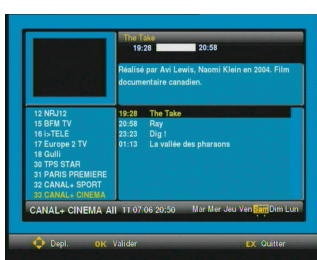 The Take
19:28 20:58
Réalisé par Avi Lewis, Naomi Klein en 2004. Film
documentaire canadien.
12 NRJ12
15 BFM TV
16 i>TELE
17 Europe 2 TV
18 Gulli
30 TPS STAR
31 PARIS PREMIERE
32 CANAL+ SPORT
33 CANAL+ CINEMA
19:28 The Take
20:58 Ray
23:23 Dig !
01:13 La vallée des pharaons
CANAL+ CINEMA All 11.07.06 20:50 Mar Mer Jeu Ven Sam Dim Lun
Depl. OK Valider EX Quitter